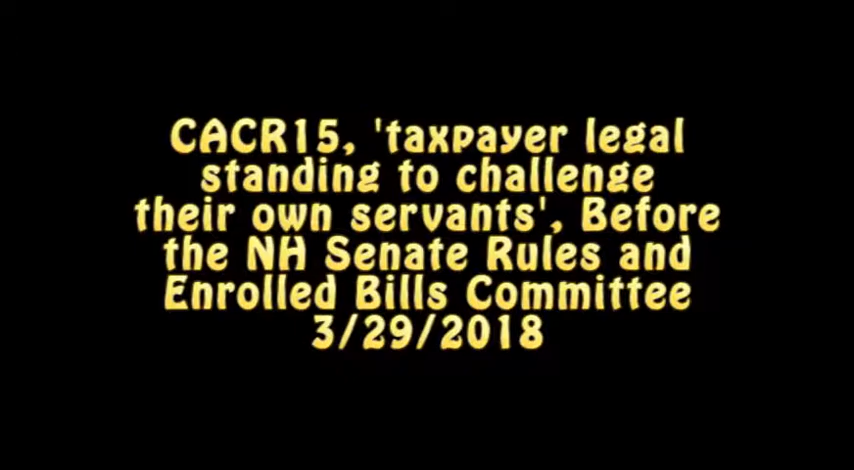 CACR15, 'taxpayer legal
standing to challenge
their own servants', Before
the NH Senate Rules and
Enrolled Bills Committee
3/29/2018